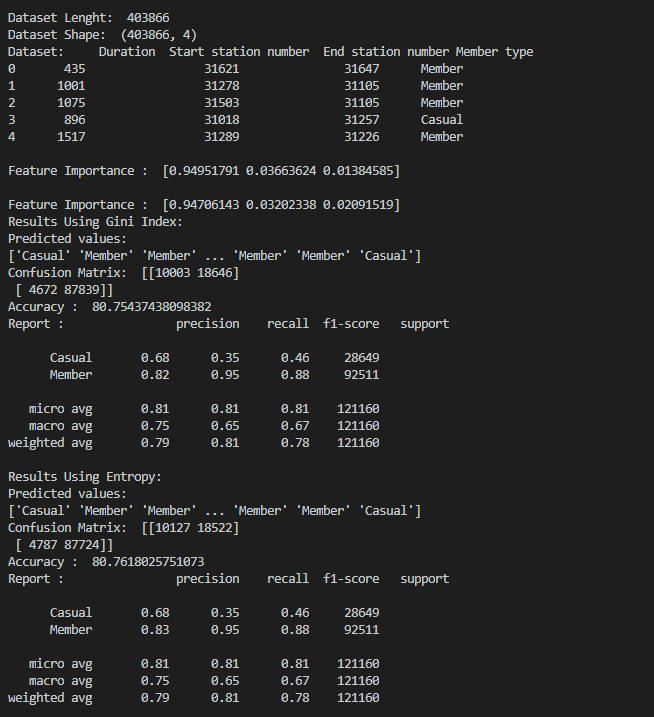 Dataset Lenght:  403866
Dataset Shape:  (403866, 4)
Dataset:     Duration  Start station number  End station number Member type
0       435                 31621               31647      Member
1      1001                 31278               31105      Member
2      1075                 31503               31105      Member
3       896                 31018               31257      Casual
4      1517                 31289               31226      Member
Feature Importance :  [0.94951791 0.03663624 0.01384585]
Feature Importance :  [0.94706143 0.03202338 0.02091519]
Results Using Gini Index:
Predicted values:
['Casual' 'Member' 'Member' ... 'Member' 'Member' 'Casual']
Confusion Matrix:  [[10003 18646]
 [ 4672 87839]]
Accuracy :  80.75437438098382
Report :                precision    recall  f1-score   support
      Casual       0.68      0.35      0.46     28649
      Member       0.82      0.95      0.88     92511
   micro avg       0.81      0.81      0.81    121160
   macro avg       0.75      0.65      0.67    121160
weighted avg       0.79      0.81      0.78    121160
Results Using Entropy:
Predicted values:
['Casual' 'Member' 'Member' ... 'Member' 'Member' 'Casual']
Confusion Matrix:  [[10127 18522]
 [ 4787 87724]]
Accuracy :  80.7618025751073
Report :                precision    recall  f1-score   support
      Casual       0.68      0.35      0.46     28649
      Member       0.83      0.95      0.88     92511
   micro avg       0.81      0.81      0.81    121160
   macro avg       0.75      0.65      0.67    121160
weighted avg       0.79      0.81      0.78    121160